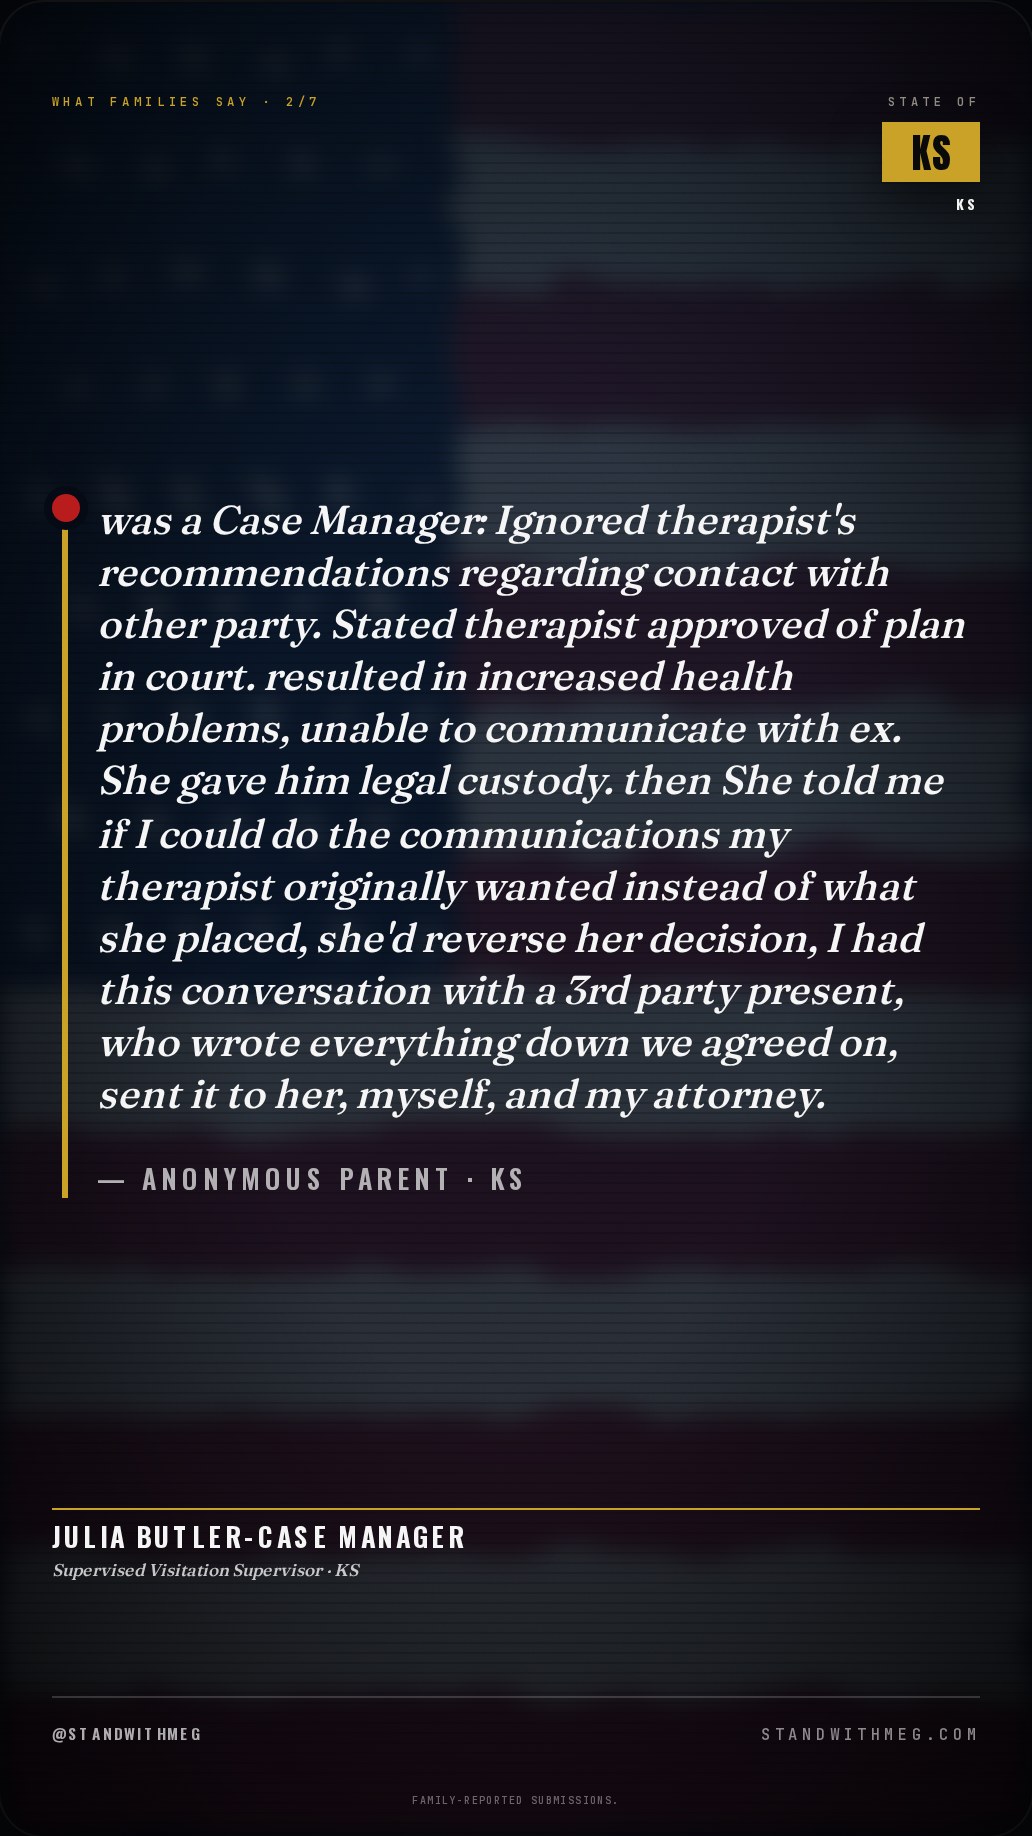 WHAT FAMILIES SAY · 2/7
STATE OF
KS
KS
was a Case Manager: Ignored therapist's
recommendations regarding contact with
other party. Stated therapist approved of plan
in court. resulted in increased health
problems, unable to communicate with ex.
She gave him legal custody. then She told me
if I could do the communications my
therapist originally wanted instead of what
she placed, she'd reverse her decision, I had
this conversation with a 3rd party present,
who wrote everything down we agreed on,
sent it to her, myself, and my attorney.
— ANONYMOUS PARENT · KS
JULIA BUTLER-CASE MANAGER
Supervised Visitation Supervisor · KS
@STANDWITHMEG
STANDWITHMEG.COM
FAMILY-REPORTED SUBMISSIONS.